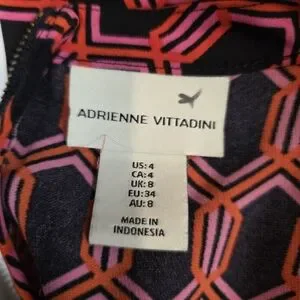 ADRIENNE VITTADINI
US: 4
CA: 4
UK: 8
EU: 34
AU: 8
MADE IN
INDONESIA